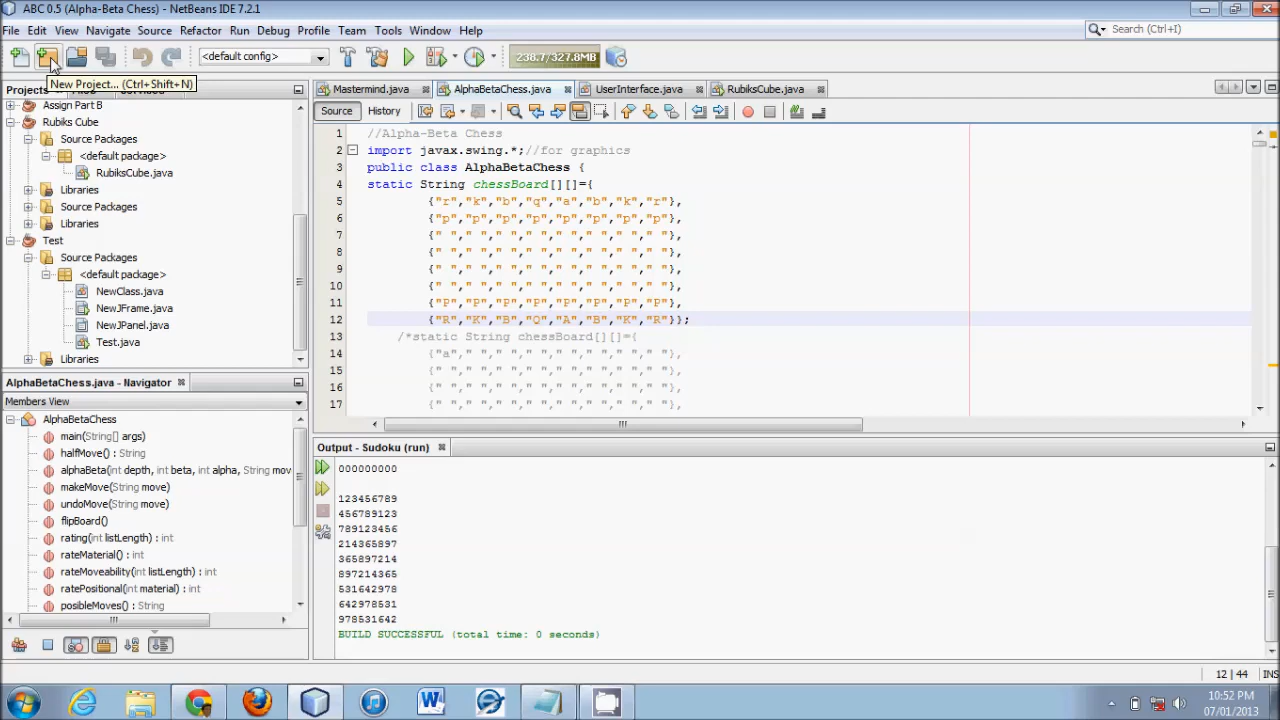 ABC 0.5 (Alpha-Beta Chess) - NetBeans IDE 7.2.1
File Edit View Navigate Source Refactor Run Debug Profile Team Tools Window Help
Search (Ctrl+I)
<default config>
238.7/327.8MB
New Project... (Ctrl+Shift+N)
Projects
Assign Part B
Rubiks Cube
Source Packages
<default package>
RubiksCube.java
Libraries
Source Packages
Libraries
Test
Source Packages
<default package>
NewClass.java
NewJFrame.java
NewJPanel.java
Test.java
Libraries
AlphaBetaChess.java - Navigator
Members View
AlphaBetaChess
main(String[] args)
halfMove() : String
alphaBeta(int depth, int beta, int alpha, String mov
makeMove(String move)
undoMove(String move)
flipBoard()
rating(int listLength) : int
rateMaterial() : int
rateMoveability(int listLength) : int
ratePositional(int material) : int
posibleMoves() : String
Mastermind.java AlphaBetaChess.java UserInterface.java RubiksCube.java
Source History
1 //Alpha-Beta Chess
2 import javax.swing.*;//for graphics
3 public class AlphaBetaChess {
4 static String chessBoard[][]={
5 {"r","k","b","q","a","b","k","r"},
6 {"p","p","p","p","p","p","p","p"},
7 {" "," "," "," "," "," "," "," "},
8 {" "," "," "," "," "," "," "," "},
9 {" "," "," "," "," "," "," "," "},
10 {" "," "," "," "," "," "," "," "},
11 {"P","P","P","P","P","P","P","P"},
12 {"R","K","B","Q","A","B","K","R"}};
13 /*static String chessBoard[][]={
14 {"a"," "," "," "," "," "," "," "},
15 {" "," "," "," "," "," "," "," "},
16 {" "," "," "," "," "," "," "," "},
17 {" "," "," "," "," "," "," "," "},
Output - Sudoku (run)
000000000
123456789
456789123
789123456
214365897
365897214
897214365
531642978
642978531
978531642
BUILD SUCCESSFUL (total time: 0 seconds)
12 | 44 INS
10:52 PM
07/01/2013